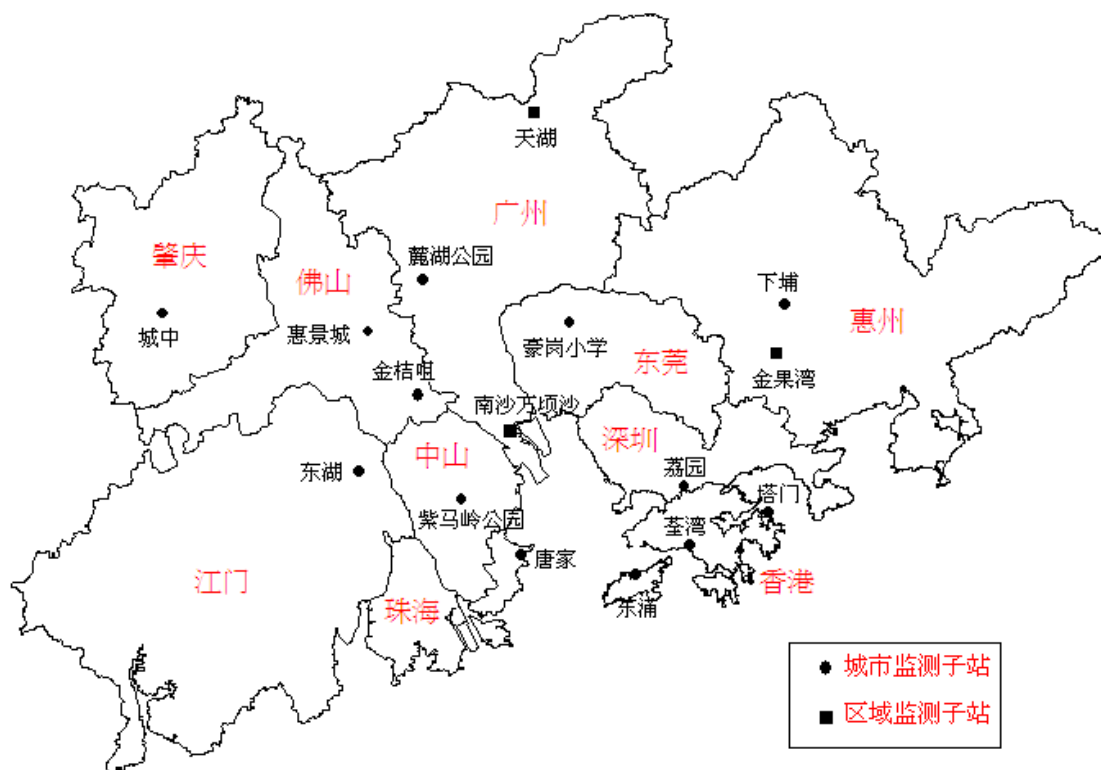 天湖
广州
肇庆
麓湖公园
佛山
下埔
惠州
城中
惠景城
豪岗小学
东莞
金果湾
金桔咀
南沙万顷沙
深圳
中山
东湖
荔园
塔门
紫马岭公园
荃湾
唐家
江门
香港
珠海
东涌
城市监测子站
区域监测子站